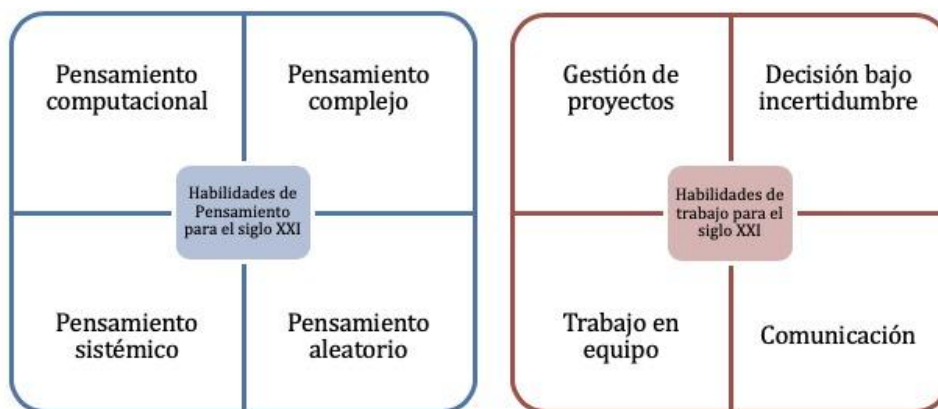 Pensamiento
computacional
Pensamiento
complejo
Habilidades de
Pensamiento
para el siglo XXI
Pensamiento
sistémico
Pensamiento
aleatorio
Gestión de
proyectos
Decisión bajo
incertidumbre
Habilidades de
trabajo para el
siglo XXI
Trabajo en
equipo
Comunicación